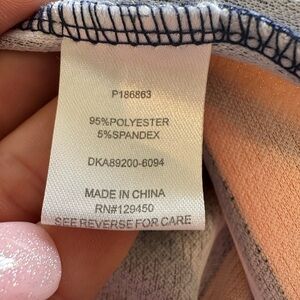 P186863
95%POLYESTER
5%SPANDEX
DKA89200-6094
MADE IN CHINA
RN#129450
SEE REVERSE FOR CARE